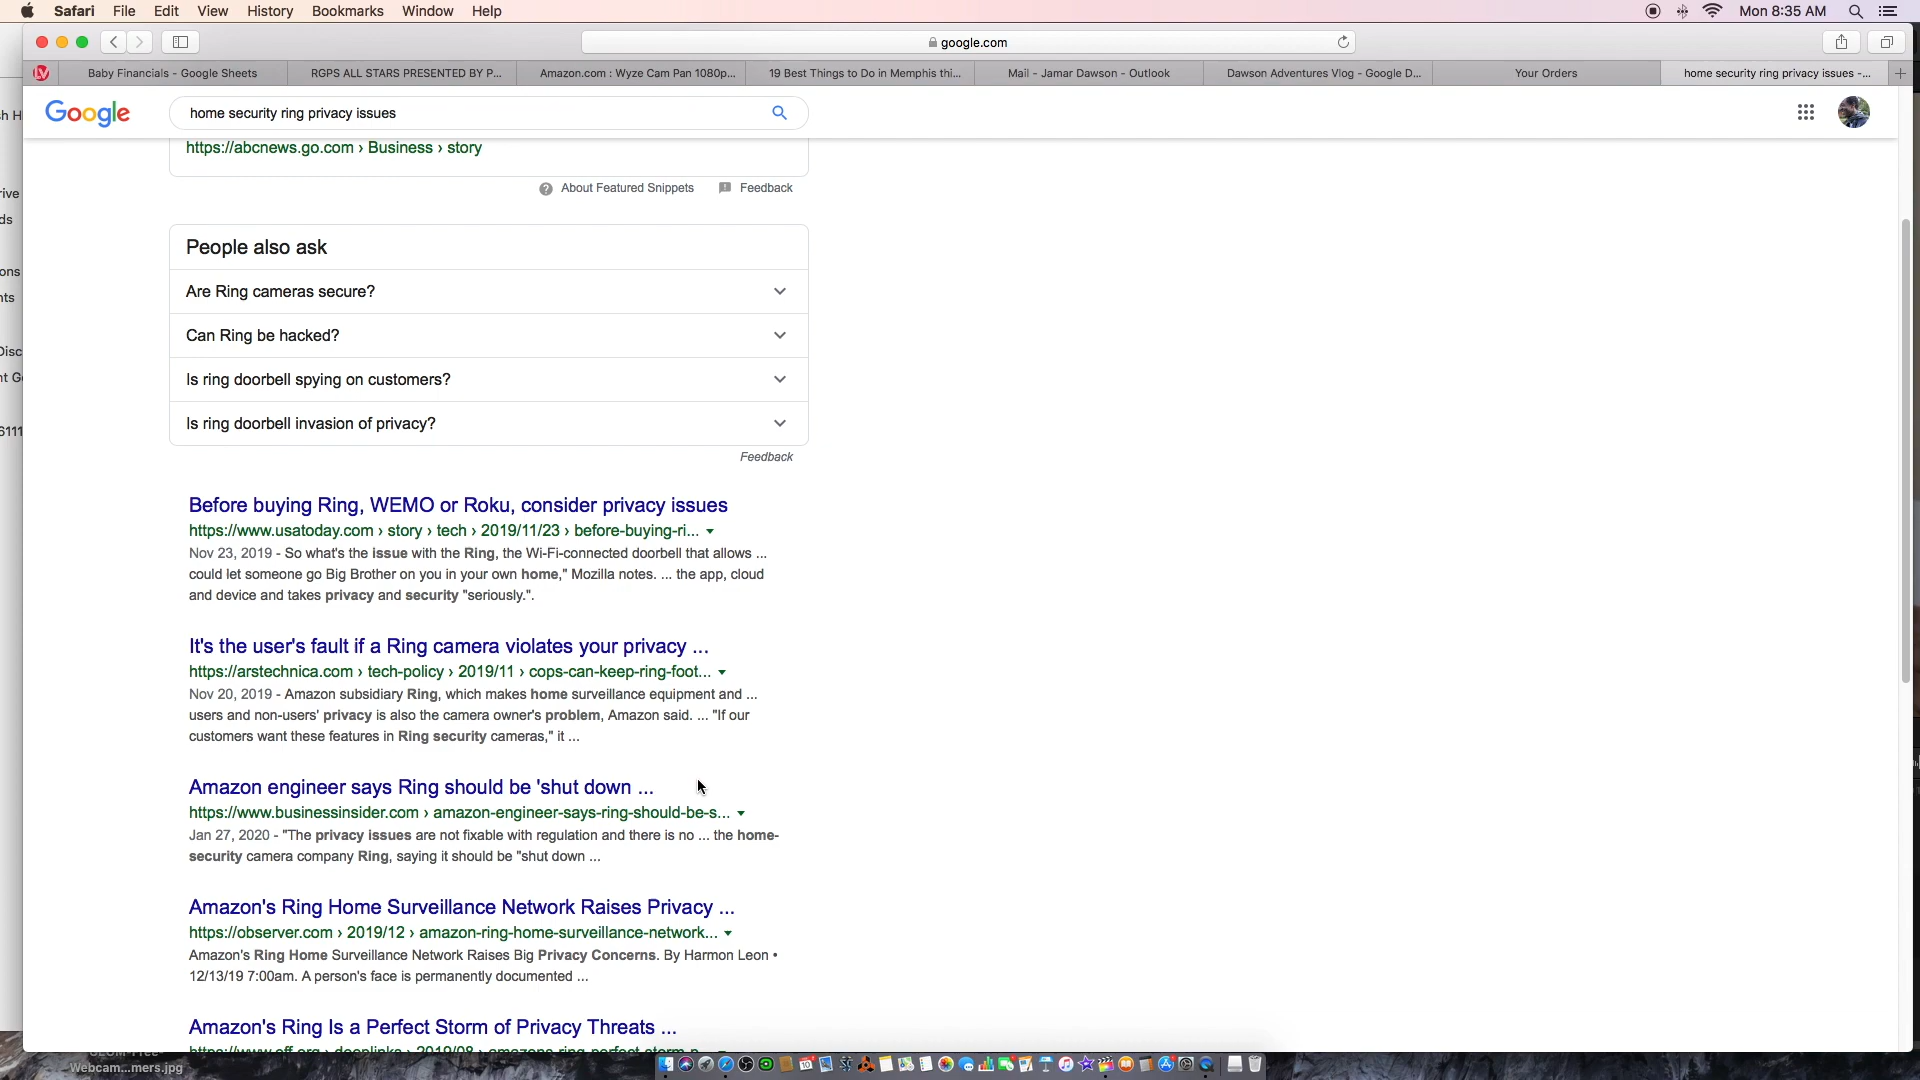 Safari File Edit View History Bookmarks Window Help Mon 8:35 AM
google.com
Baby Financials - Google Sheets RGPS ALL STARS PRESENTED BY P... Amazon.com : Wyze Cam Pan 1080p... 19 Best Things to Do in Memphis thi... Mail - Jamar Dawson - Outlook Dawson Adventures Vlog - Google D... Your Orders home security ring privacy issues -...
Google home security ring privacy issues
https://abcnews.go.com › Business › story
About Featured Snippets Feedback
People also ask
Are Ring cameras secure?
Can Ring be hacked?
Is ring doorbell spying on customers?
Is ring doorbell invasion of privacy?
Feedback
Before buying Ring, WEMO or Roku, consider privacy issues
https://www.usatoday.com › story › tech › 2019/11/23 › before-buying-ri...
Nov 23, 2019 - So what's the issue with the Ring, the Wi-Fi-connected doorbell that allows ...
could let someone go Big Brother on you in your own home," Mozilla notes. ... the app, cloud
and device and takes privacy and security "seriously.".
It's the user's fault if a Ring camera violates your privacy ...
https://arstechnica.com › tech-policy › 2019/11 › cops-can-keep-ring-foot...
Nov 20, 2019 - Amazon subsidiary Ring, which makes home surveillance equipment and ...
users and non-users' privacy is also the camera owner's problem, Amazon said. ... "If our
customers want these features in Ring security cameras," it ...
Amazon engineer says Ring should be 'shut down ...
https://www.businessinsider.com › amazon-engineer-says-ring-should-be-s...
Jan 27, 2020 - "The privacy issues are not fixable with regulation and there is no ... the home-
security camera company Ring, saying it should be "shut down ...
Amazon's Ring Home Surveillance Network Raises Privacy ...
https://observer.com › 2019/12 › amazon-ring-home-surveillance-network...
Amazon's Ring Home Surveillance Network Raises Big Privacy Concerns. By Harmon Leon •
12/13/19 7:00am. A person's face is permanently documented ...
Amazon's Ring Is a Perfect Storm of Privacy Threats ...
https://www.eff.org › deeplinks › 2019/08 › amazons-ring-perfect-storm-p...
Webcam...mers.jpg